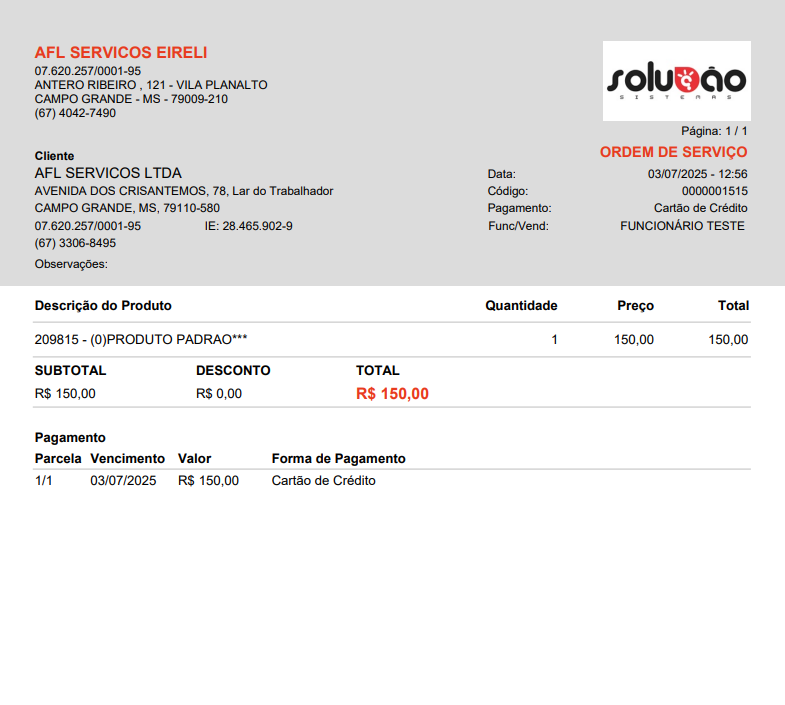 AFL SERVICOS EIRELI
07.620.257/0001-95
ANTERO RIBEIRO , 121 - VILA PLANALTO
CAMPO GRANDE - MS - 79009-210
(67) 4042-7490
solução
SISTEMAS
Página: 1 / 1
ORDEM DE SERVIÇO
Cliente
AFL SERVICOS LTDA
AVENIDA DOS CRISANTEMOS, 78, Lar do Trabalhador
CAMPO GRANDE, MS, 79110-580
07.620.257/0001-95 IE: 28.465.902-9
(67) 3306-8495
Observações:
Data: 03/07/2025 - 12:56
Código: 0000001515
Pagamento: Cartão de Crédito
Func/Vend: FUNCIONÁRIO TESTE
Descrição do Produto Quantidade Preço Total
209815 - (0)PRODUTO PADRAO*** 1 150,00 150,00
SUBTOTAL DESCONTO TOTAL
R$ 150,00 R$ 0,00 R$ 150,00
Pagamento
Parcela Vencimento Valor Forma de Pagamento
1/1 03/07/2025 R$ 150,00 Cartão de Crédito